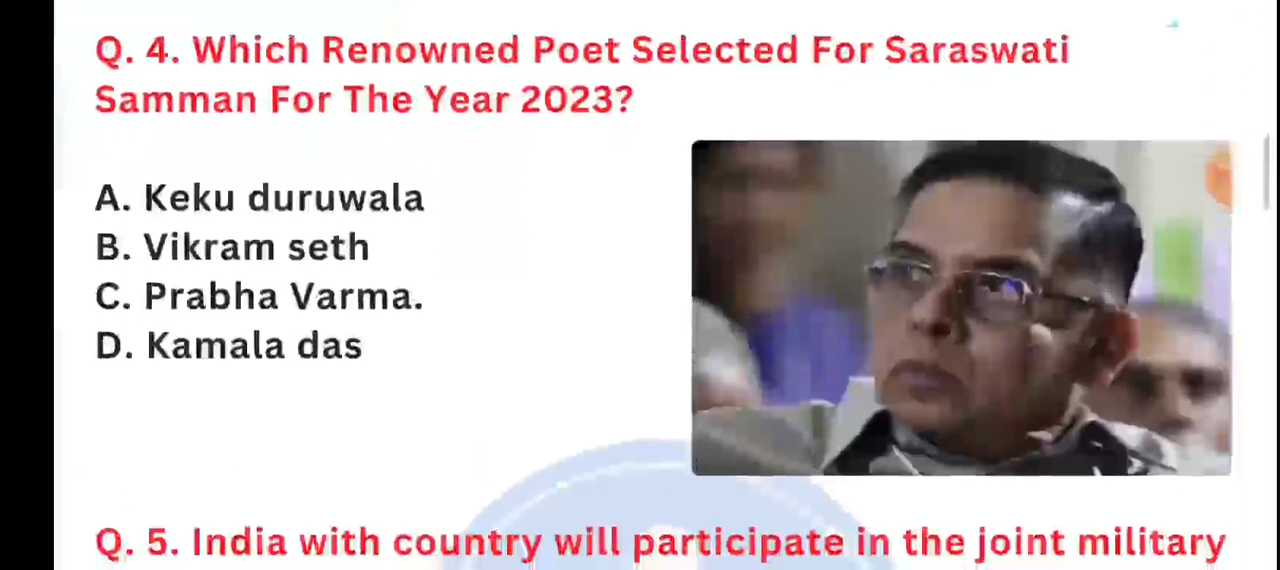 Q. 4. Which Renowned Poet Selected For Saraswati
Samman For The Year 2023?
A. Keku duruwala
B. Vikram seth
C. Prabha Varma.
D. Kamala das
Q. 5. India with country will participate in the joint military